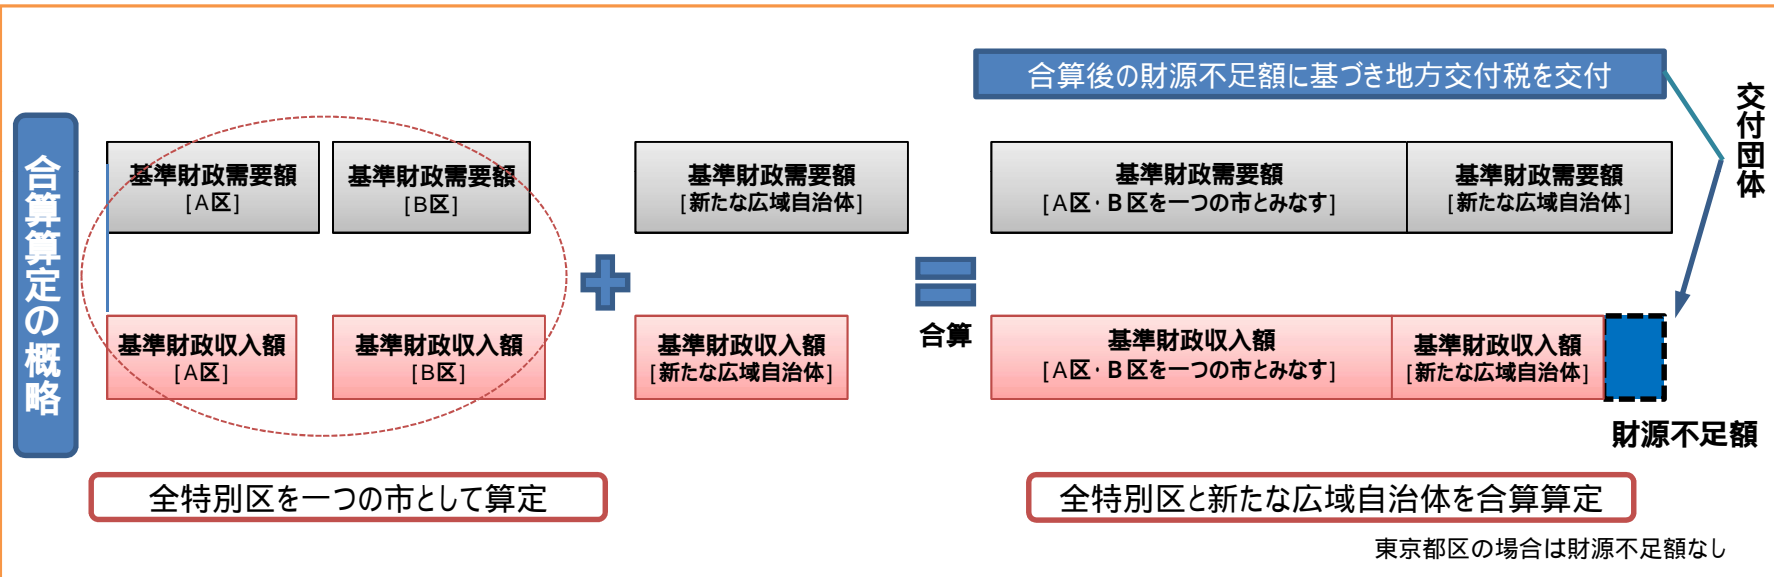 合算算定の概略
合算後の財源不足額に基づき地方交付税を交付
交付団体
基準財政需要額
[A区]
基準財政需要額
[B区]
基準財政需要額
[新たな広域自治体]
基準財政需要額
[A区・B区を一つの市とみなす]
基準財政需要額
[新たな広域自治体]
合算
基準財政収入額
[A区]
基準財政収入額
[B区]
基準財政収入額
[新たな広域自治体]
基準財政収入額
[A区・B区を一つの市とみなす]
基準財政収入額
[新たな広域自治体]
財源不足額
全特別区を一つの市として算定
全特別区と新たな広域自治体を合算算定
東京都区の場合は財源不足額なし